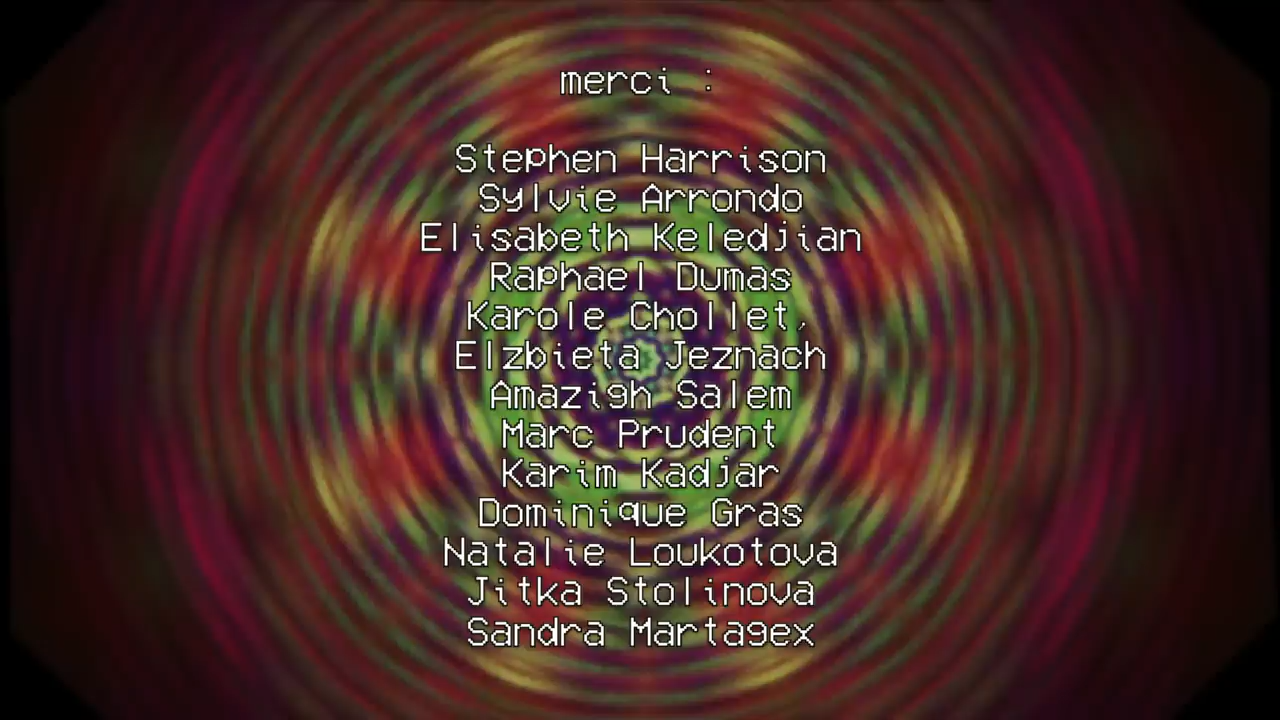 merci :
Stephen Harrison
Sylvie Arrondo
Elisabeth Keledjian
Raphael Dumas
Karole Chollet,
Elzbieta Jeznach
Amazigh Salem
Marc Prudent
Karim Kadjar
Dominique Gras
Natalie Loukotova
Jitka Stolinova
Sandra Martagex